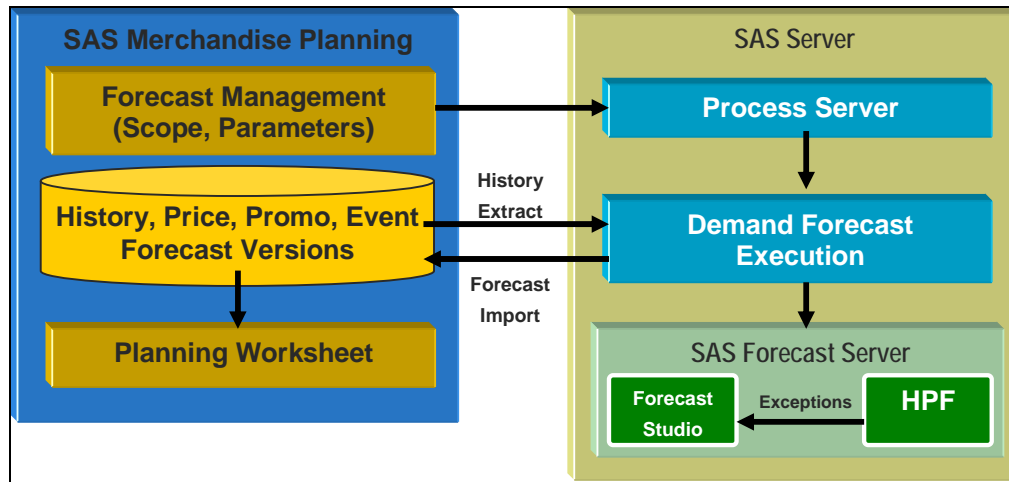 SAS Merchandise Planning
Forecast Management
(Scope, Parameters)
History, Price, Promo, Event
Forecast Versions
Planning Worksheet
History
Extract
Forecast
Import
SAS Server
Process Server
Demand Forecast
Execution
SAS Forecast Server
Forecast
Studio
Exceptions
HPF